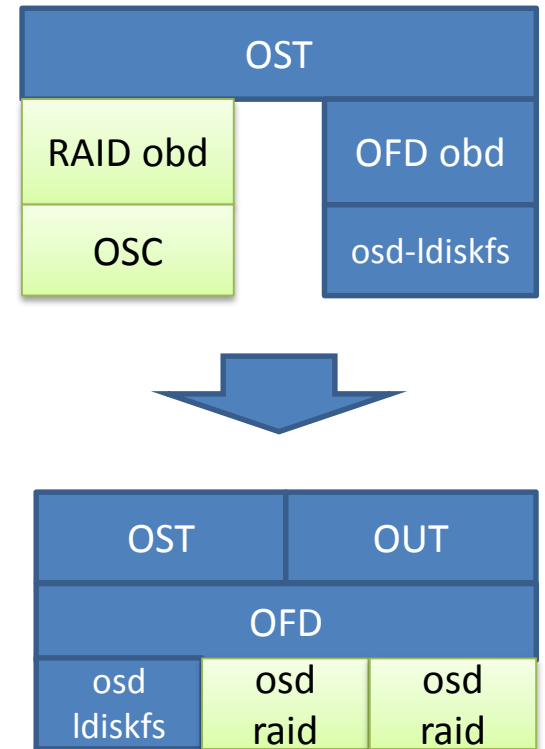 OST
RAID obd
OFD obd
OSC
osd-ldiskfs
OST
OUT
OFD
osd
ldiskfs
osd
raid
osd
raid